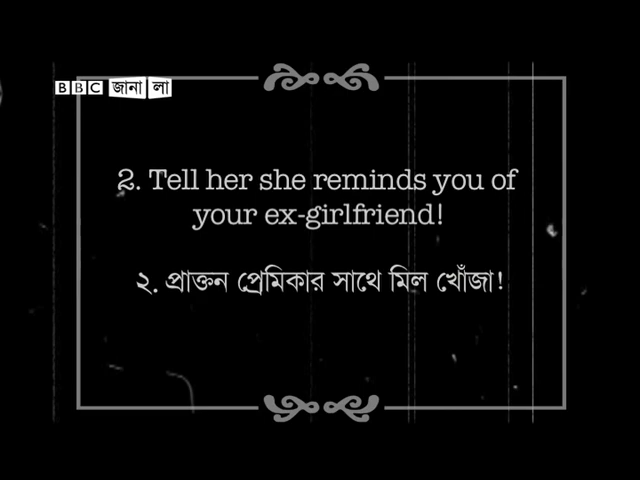 BBC জানালা
2. Tell her she reminds you of
your ex-girlfriend!
২. প্রাক্তন প্রেমিকার সাথে মিল খোঁজা!